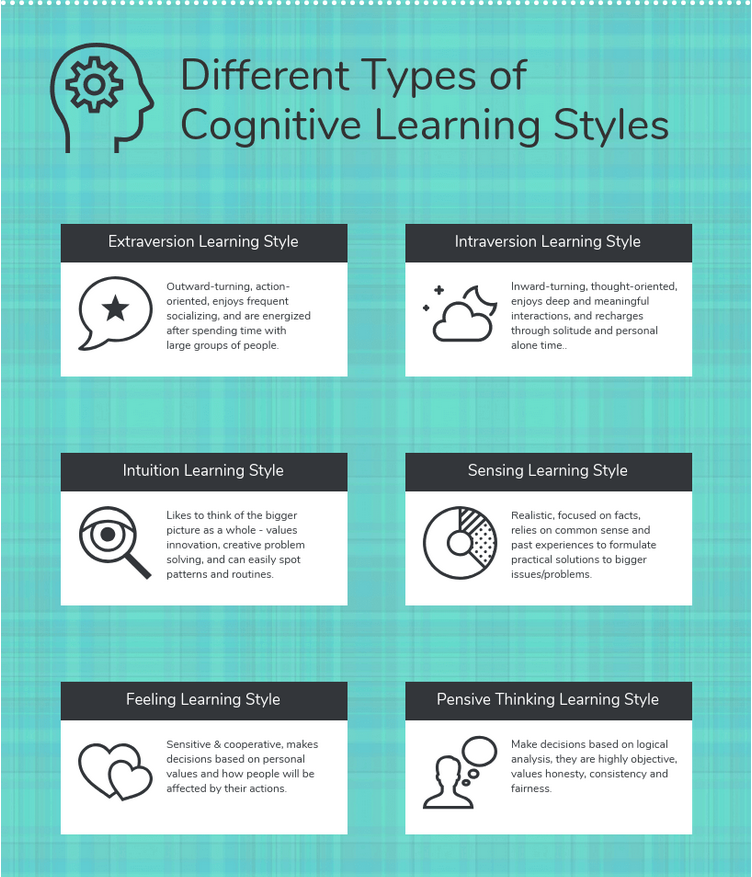 Different Types of
Cognitive Learning Styles
Extraversion Learning Style
Outward-turning, action-
oriented, enjoys frequent
socializing, and are energized
after spending time with
large groups of people.
Intraversion Learning Style
Inward-turning, thought-oriented,
enjoys deep and meaningful
interactions, and recharges
through solitude and personal
alone time..
Intuition Learning Style
Likes to think of the bigger
picture as a whole - values
innovation, creative problem
solving, and can easily spot
patterns and routines.
Sensing Learning Style
Realistic, focused on facts,
relies on common sense and
past experiences to formulate
practical solutions to bigger
issues/problems.
Feeling Learning Style
Sensitive & cooperative, makes
decisions based on personal
values and how people will be
affected by their actions.
Pensive Thinking Learning Style
Make decisions based on logical
analysis, they are highly objective,
values honesty, consistency and
fairness.